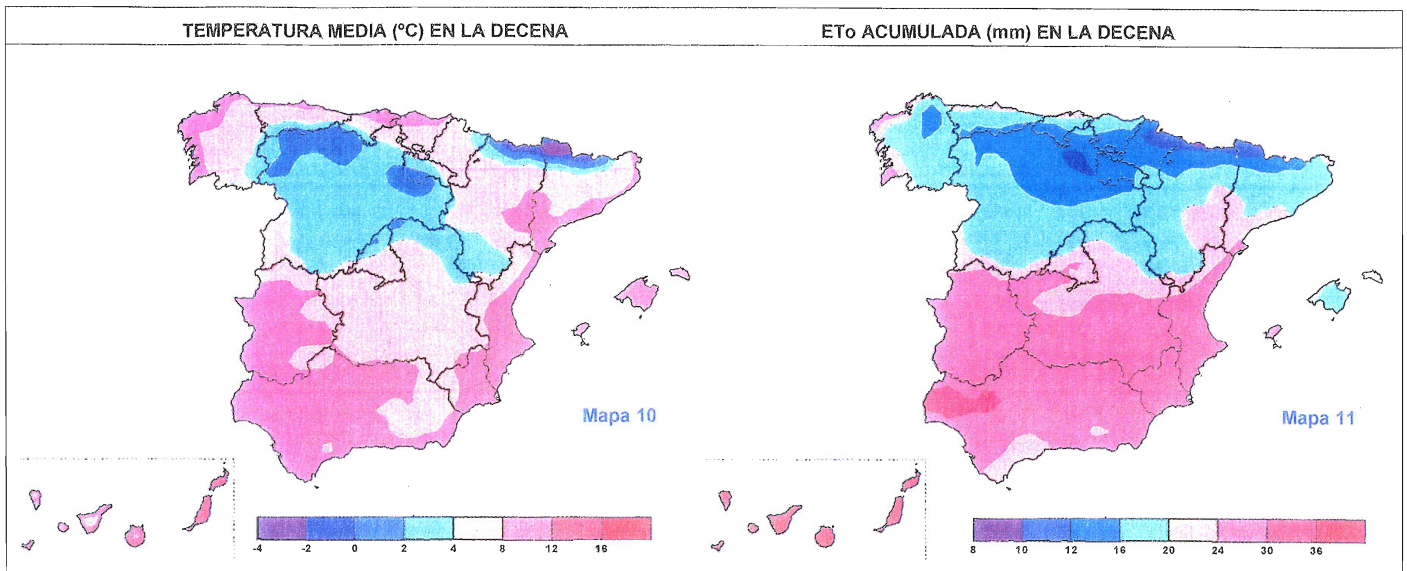 TEMPERATURA MEDIA (ºC) EN LA DECENA
ETo ACUMULADA (mm) EN LA DECENA
Mapa 10
Mapa 11
-4 -2 0 2 4 8 12 16
8 10 12 16 20 24 30 36